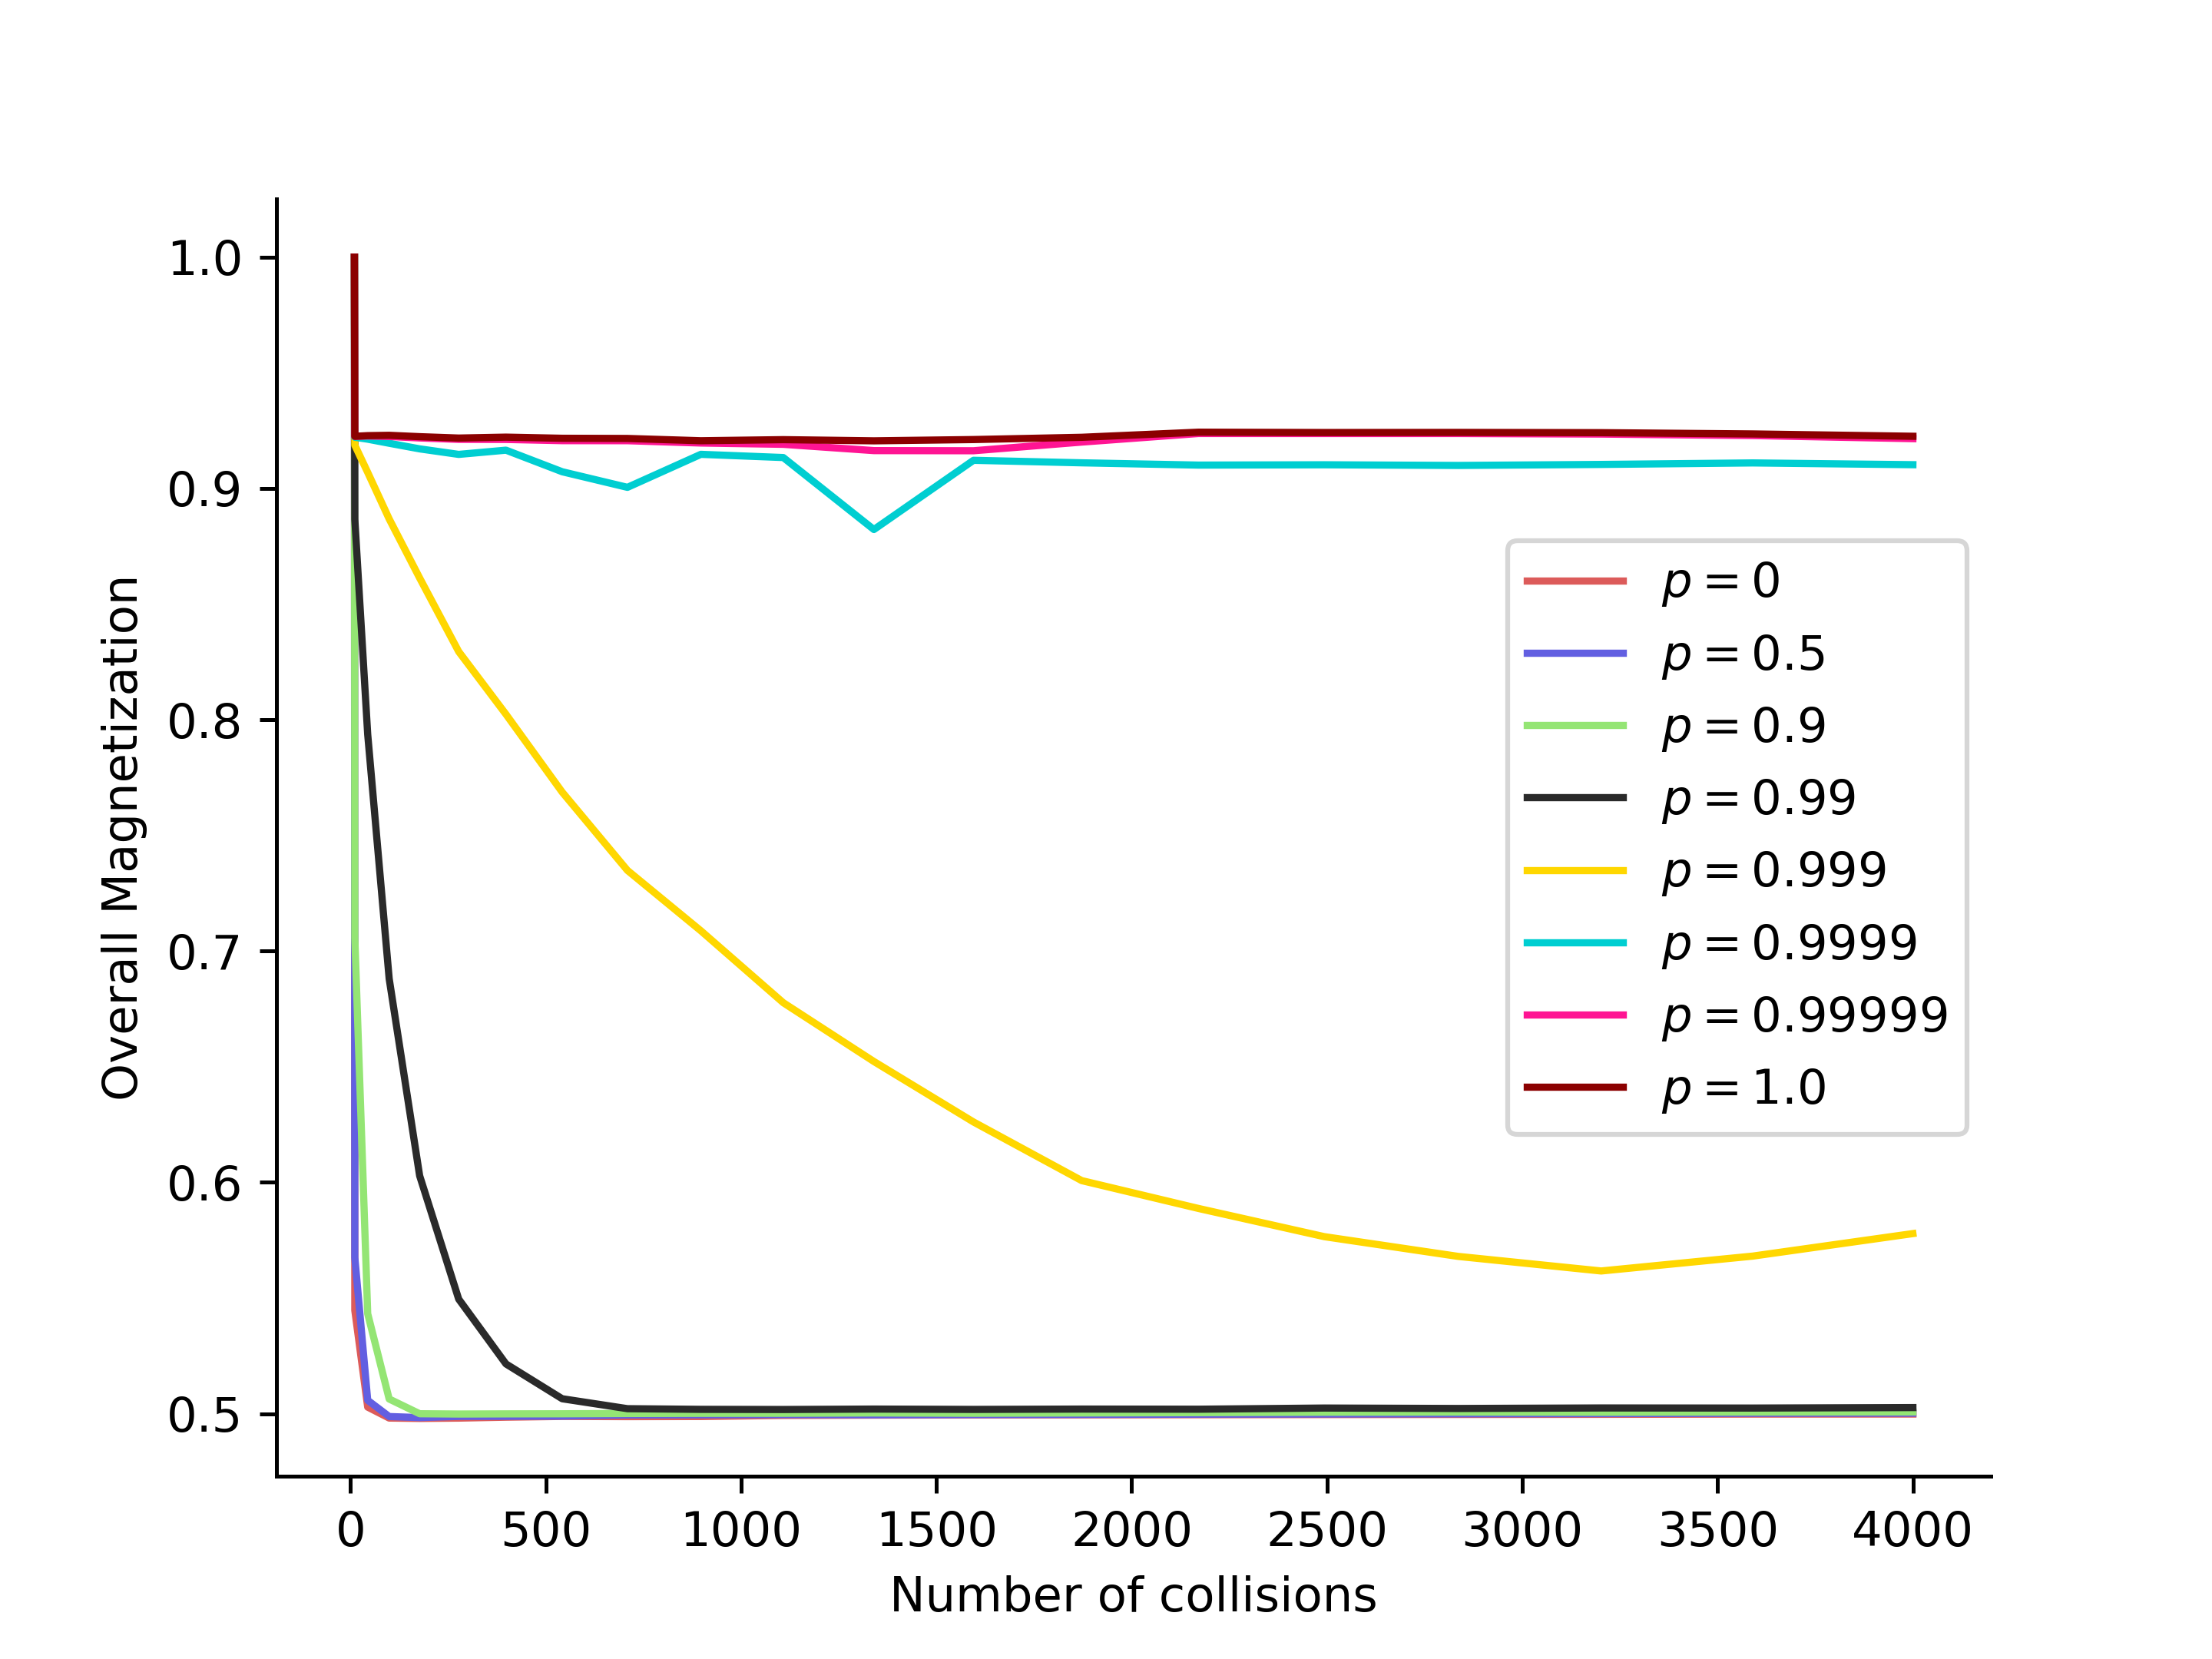 1.0
0.9
0.8
0.7
0.6
0.5
Overall Magnetization
p = 0
p = 0.5
p = 0.9
p = 0.99
p = 0.999
p = 0.9999
p = 0.99999
p = 1.0
0 500 1000 1500 2000 2500 3000 3500 4000
Number of collisions